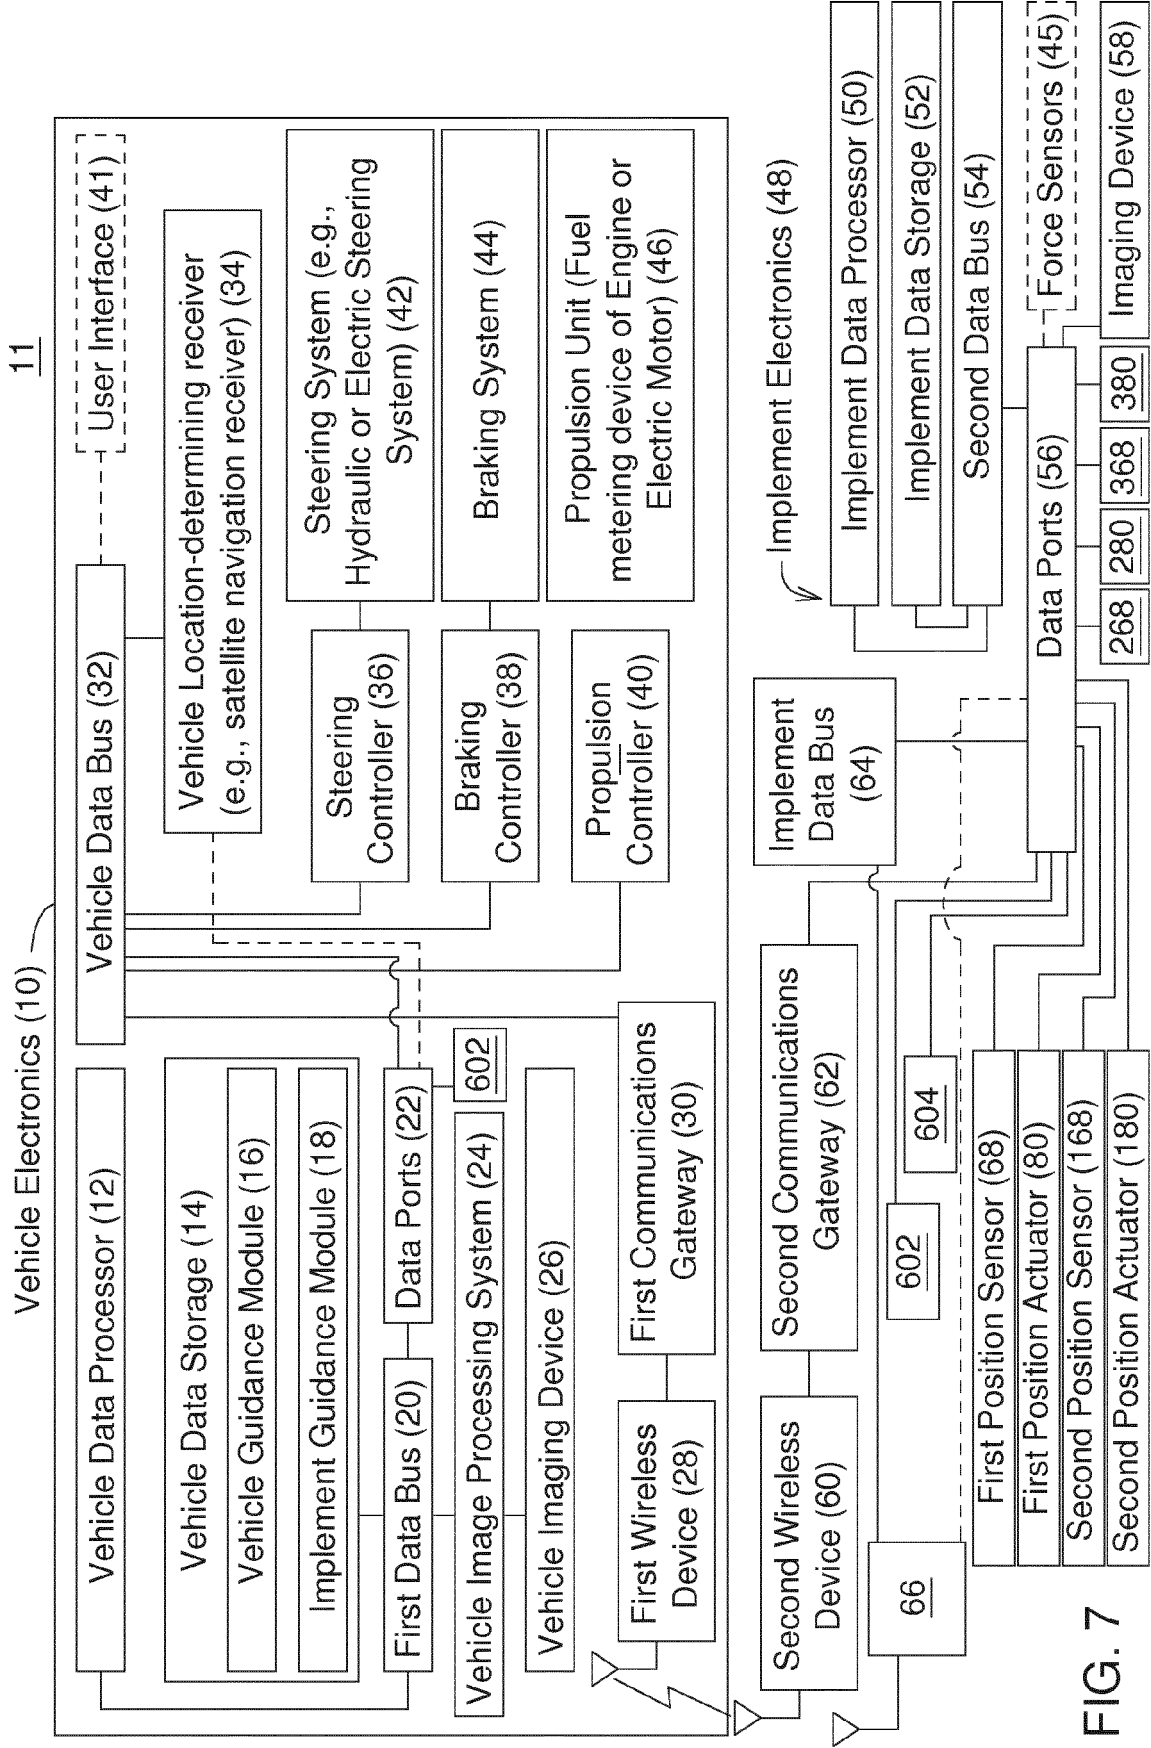 11
Vehicle Electronics (10)
Vehicle Data Processor (12)
Vehicle Data Storage (14)
Vehicle Guidance Module (16)
Implement Guidance Module (18)
First Data Bus (20)
Data Ports (22)
602
Vehicle Image Processing System (24)
Vehicle Imaging Device (26)
First Wireless
Device (28)
First Communications
Gateway (30)
Vehicle Data Bus (32)
User Interface (41)
Vehicle Location-determining receiver
(e.g., satellite navigation receiver) (34)
Steering
Controller (36)
Steering System (e.g.,
Hydraulic or Electric Steering
System) (42)
Braking
Controller (38)
Braking System (44)
Propulsion
Controller (40)
Propulsion Unit (Fuel
metering device of Engine or
Electric Motor) (46)
Second Wireless
Device (60)
Second Communications
Gateway (62)
Implement
Data Bus
(64)
Implement Electronics (48)
Implement Data Processor (50)
Implement Data Storage (52)
Second Data Bus (54)
66
602
604
Data Ports (56)
Force Sensors (45)
First Position Sensor (68)
First Position Actuator (80)
Second Position Sensor (168)
Second Position Actuator (180)
268
280
368
380
Imaging Device (58)
FIG. 7